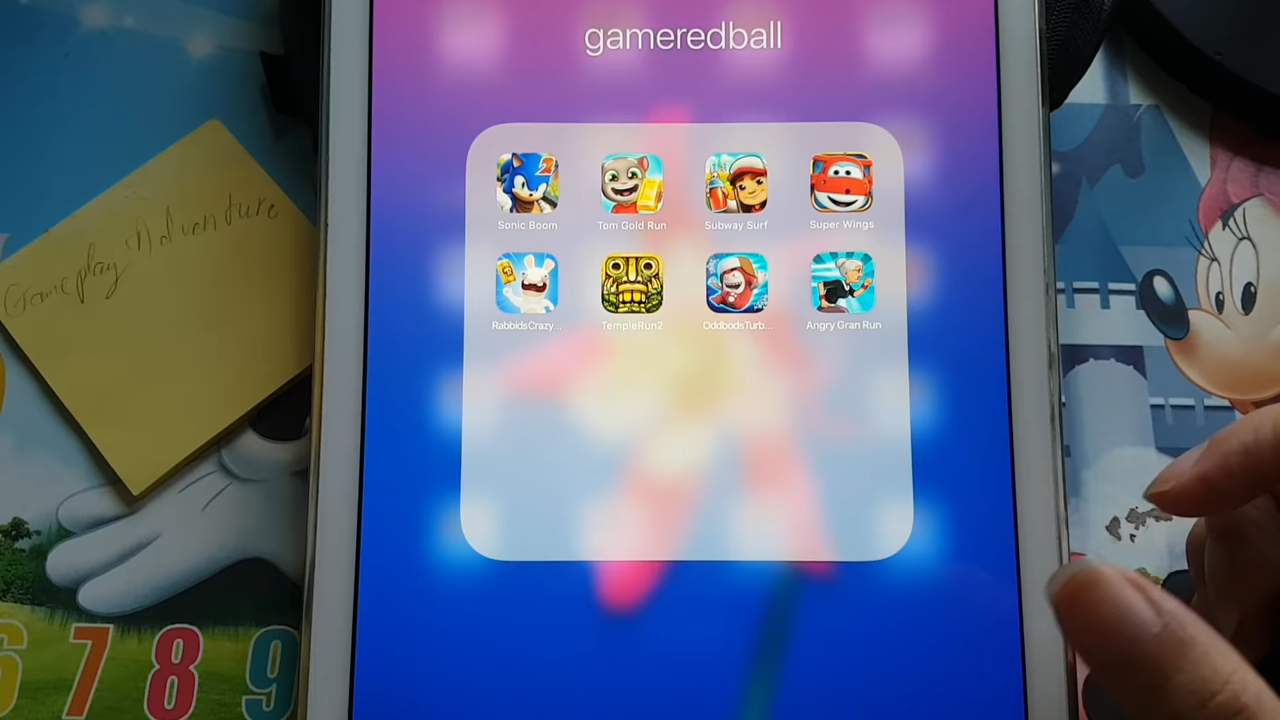 gameredball
Sonic Boom
Tom Gold Run
Subway Surf
Super Wings
RabbidsCrazy...
TempleRun2
OddbodsTurb...
Angry Gran Run
Gameplay Adventure
6 7 8 9